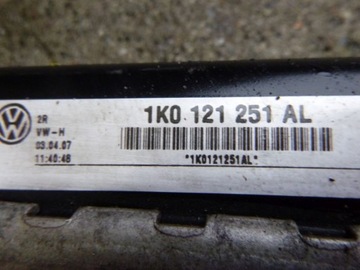 1K0 121 251 AL
2R
VW-H
03.04.07
11:40:48
*1K0121251AL*